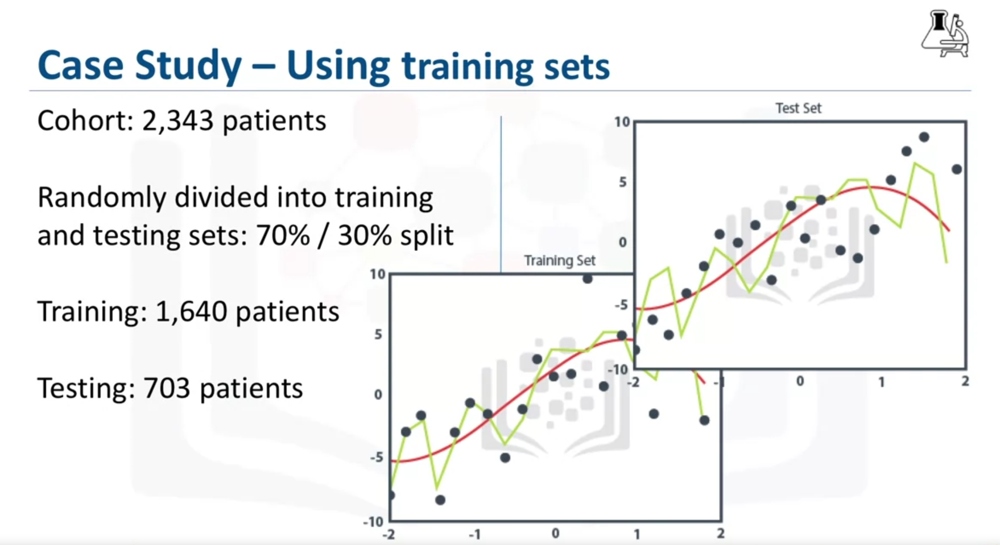 Case Study – Using training sets
Cohort: 2,343 patients
Randomly divided into training
and testing sets: 70% / 30% split
Training: 1,640 patients
Testing: 703 patients
Test Set
10
5
0
-5
-10
-2
-1
0
1
2
Training Set
10
5
0
-5
-10
-2
-1
0
1
2